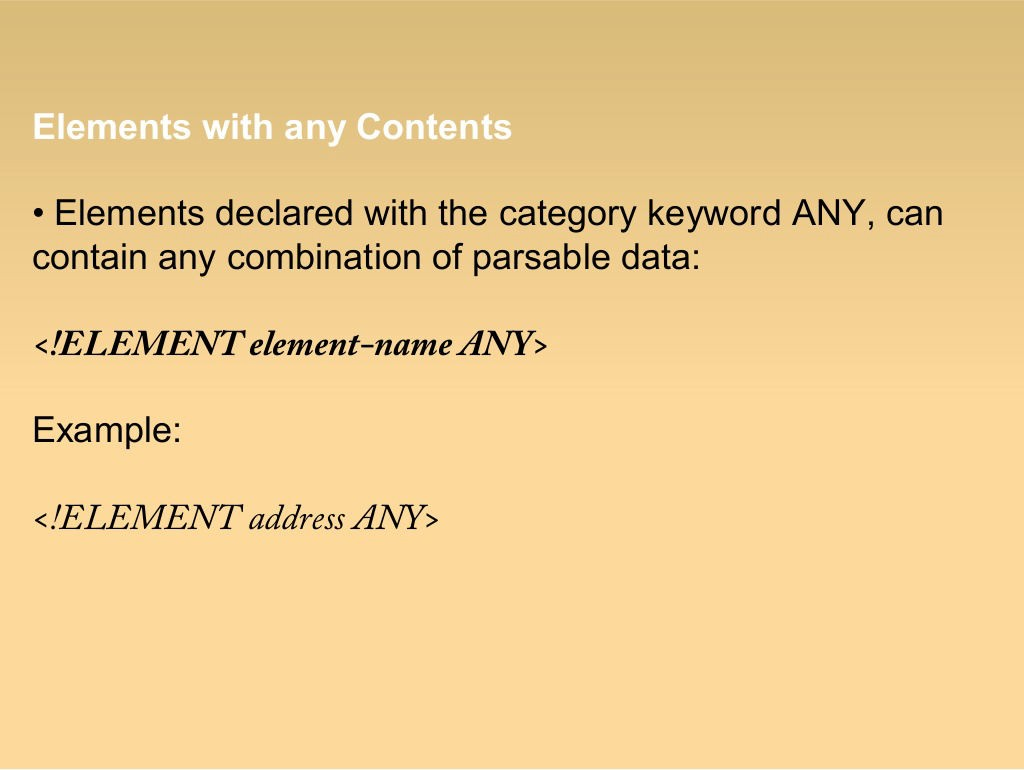 Elements with any Contents
• Elements declared with the category keyword ANY, can
contain any combination of parsable data:
<!ELEMENT element-name ANY>
Example:
<!ELEMENT address ANY>